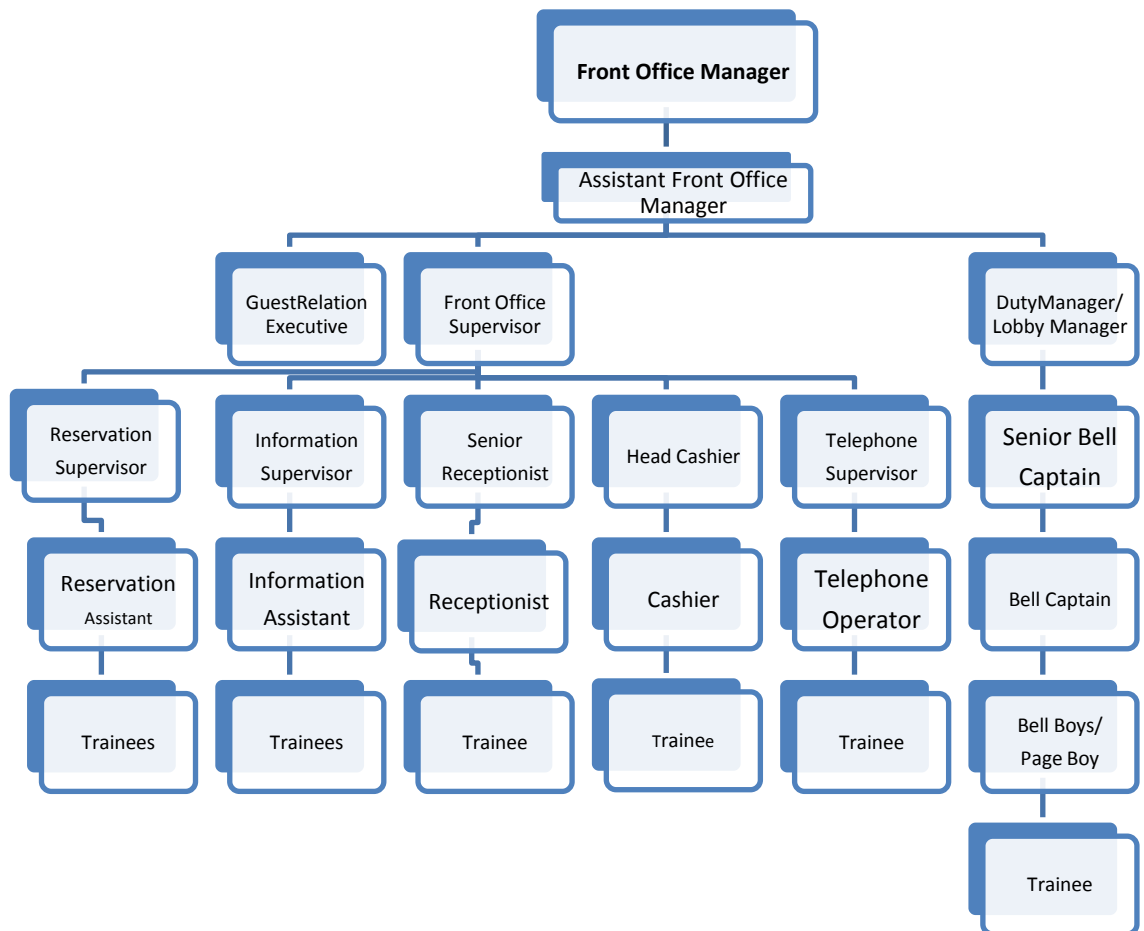 Front Office Manager
Assistant Front Office
Manager
GuestRelation
Executive
Front Office
Supervisor
DutyManager/
Lobby Manager
Reservation
Supervisor
Information
Supervisor
Senior
Receptionist
Head Cashier
Telephone
Supervisor
Senior Bell
Captain
Reservation
Assistant
Information
Assistant
Receptionist
Cashier
Telephone
Operator
Bell Captain
Trainees
Trainees
Trainee
Trainee
Trainee
Bell Boys/
Page Boy
Trainee